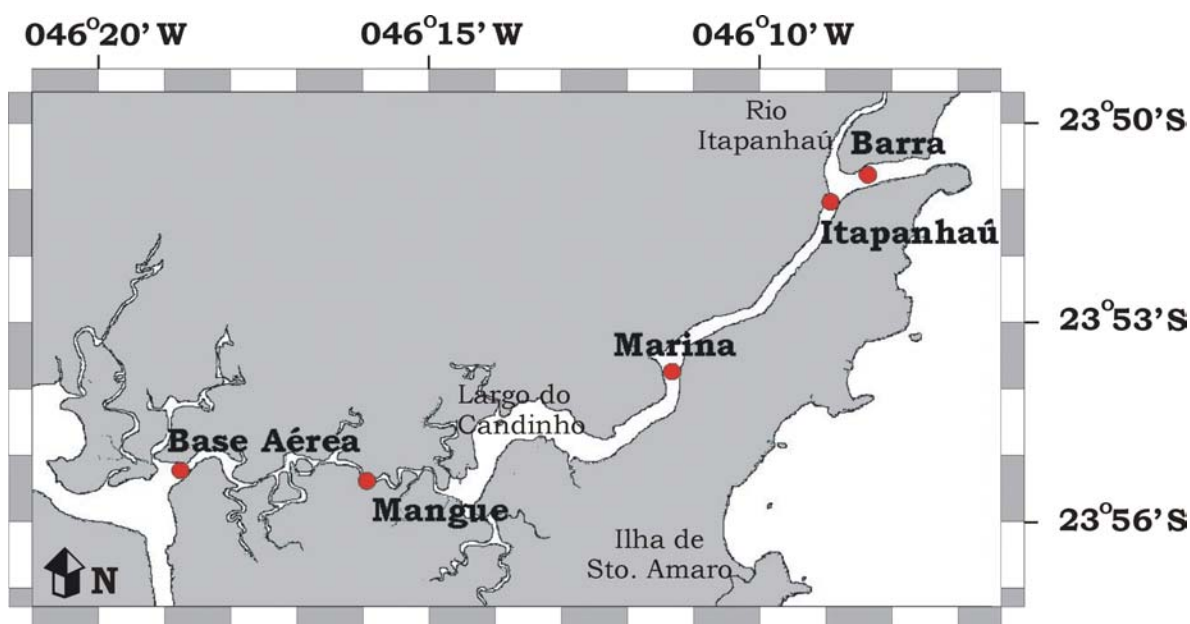 046°20' W 046°15' W 046°10' W
Rio
Itapanhaú
23°50'S
Barra
Itapanhaú
23°53'S
Marina
Largo do
Candinho
Base Aérea
Mangue
23°56'S
Ilha de
Sto. Amaro
N